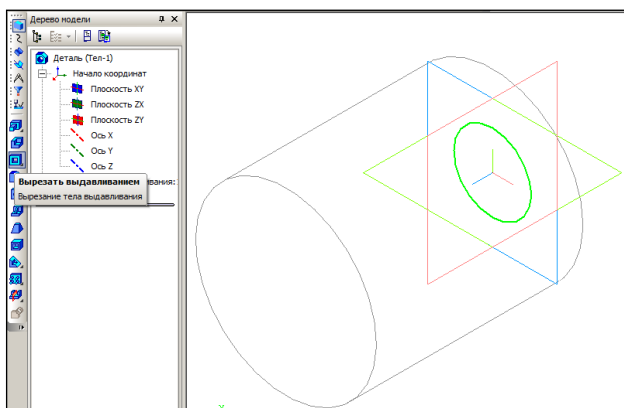 Дерево модели
Деталь (Тел-1)
Начало координат
Плоскость XY
Плоскость ZX
Плоскость ZY
Ось X
Ось Y
Ось Z
ивания:
Вырезать выдавливанием
Вырезание тела выдавливания